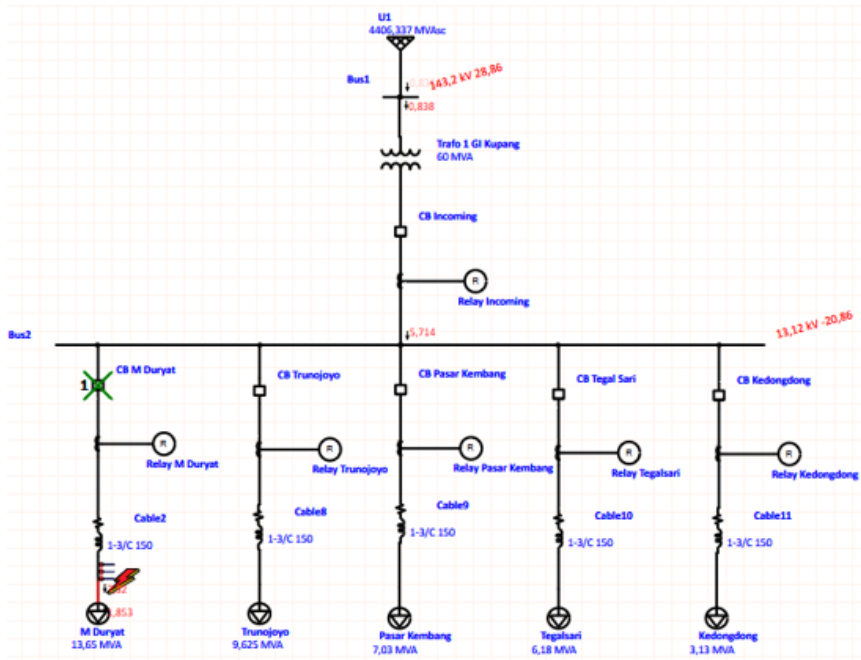 U1
4406,337 MVAsc
Bus1
143,2 kV 28,86
0,838
Trafo 1 GI Kupang
60 MVA
CB Incoming
R
Relay Incoming
Bus2
5,714
13,12 kV -20,86
1
CB M Duryat
CB Trunojoyo
CB Pasar Kembang
CB Tegal Sari
CB Kedongdong
R
R
R
R
R
Relay M Duryat
Relay Trunojoyo
Relay Pasar Kembang
Relay Tegalsari
Relay Kedongdong
Cable2
Cable8
Cable9
Cable10
Cable11
1-3/C 150
1-3/C 150
1-3/C 150
1-3/C 150
1-3/C 150
M Duryat
13,65 MVA
Trunojoyo
9,625 MVA
Pasar Kembang
7,03 MVA
Tegalsari
6,18 MVA
Kedongdong
3,13 MVA